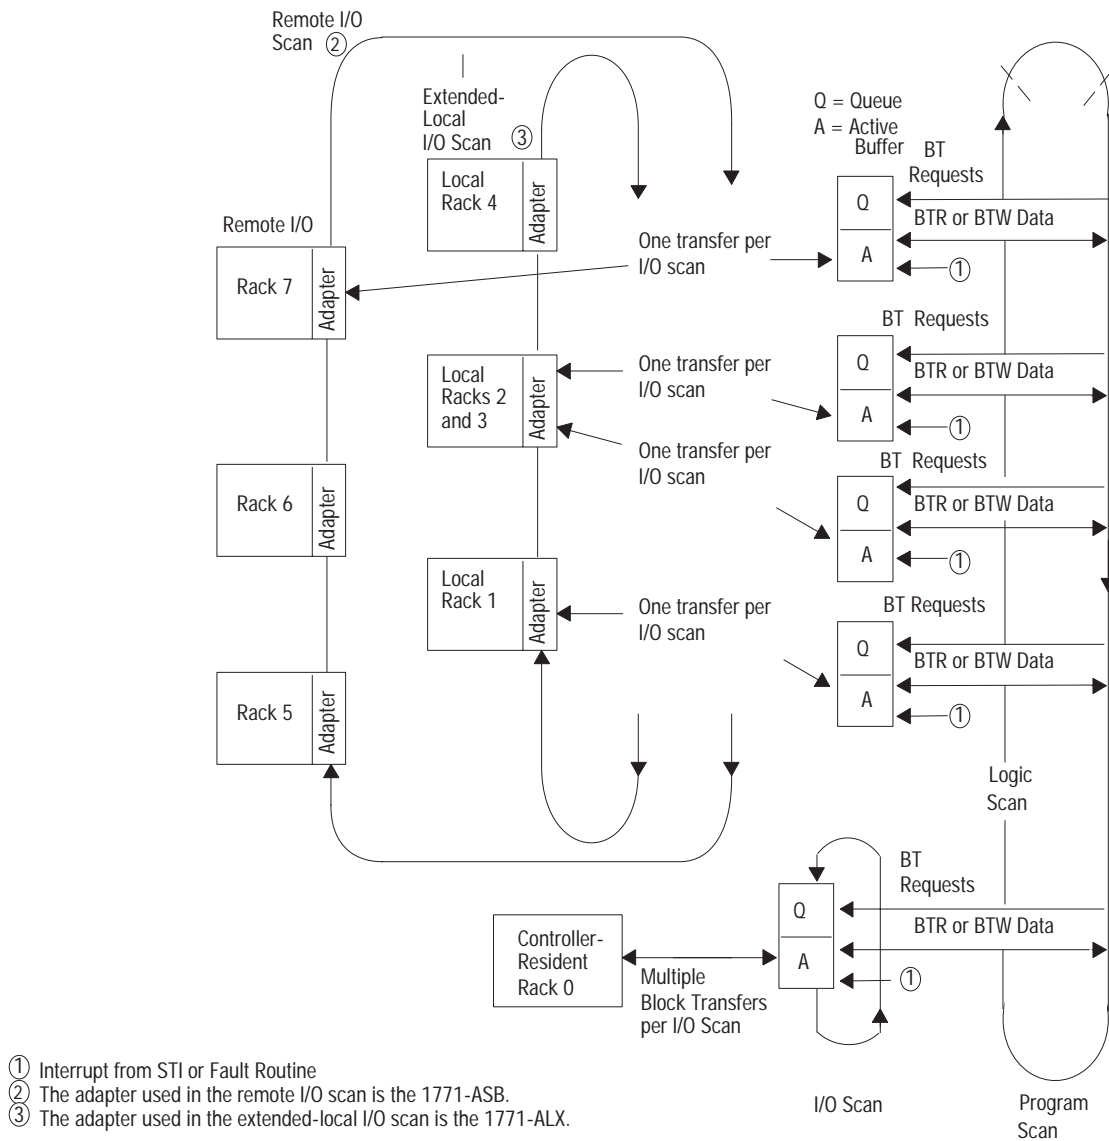 Remote I/O
Scan ②
Extended-
Local
I/O Scan ③
Q = Queue
A = Active
Buffer
BT
Requests
Local
Rack 4
Adapter
Q
A
BTR or BTW Data
①
Remote I/O
Rack 7
Adapter
One transfer per
I/O scan
BT Requests
Local
Racks 2
and 3
Adapter
One transfer per
I/O scan
Q
A
BTR or BTW Data
①
One transfer per
I/O scan
BT Requests
Rack 6
Adapter
Q
A
BTR or BTW Data
①
Local
Rack 1
Adapter
One transfer per
I/O scan
BT Requests
Q
A
BTR or BTW Data
①
Rack 5
Adapter
Logic
Scan
BT
Requests
Controller-
Resident
Rack 0
Multiple
Block Transfers
per I/O Scan
Q
A
BTR or BTW Data
①
① Interrupt from STI or Fault Routine
② The adapter used in the remote I/O scan is the 1771-ASB.
③ The adapter used in the extended-local I/O scan is the 1771-ALX.
I/O Scan
Program
Scan